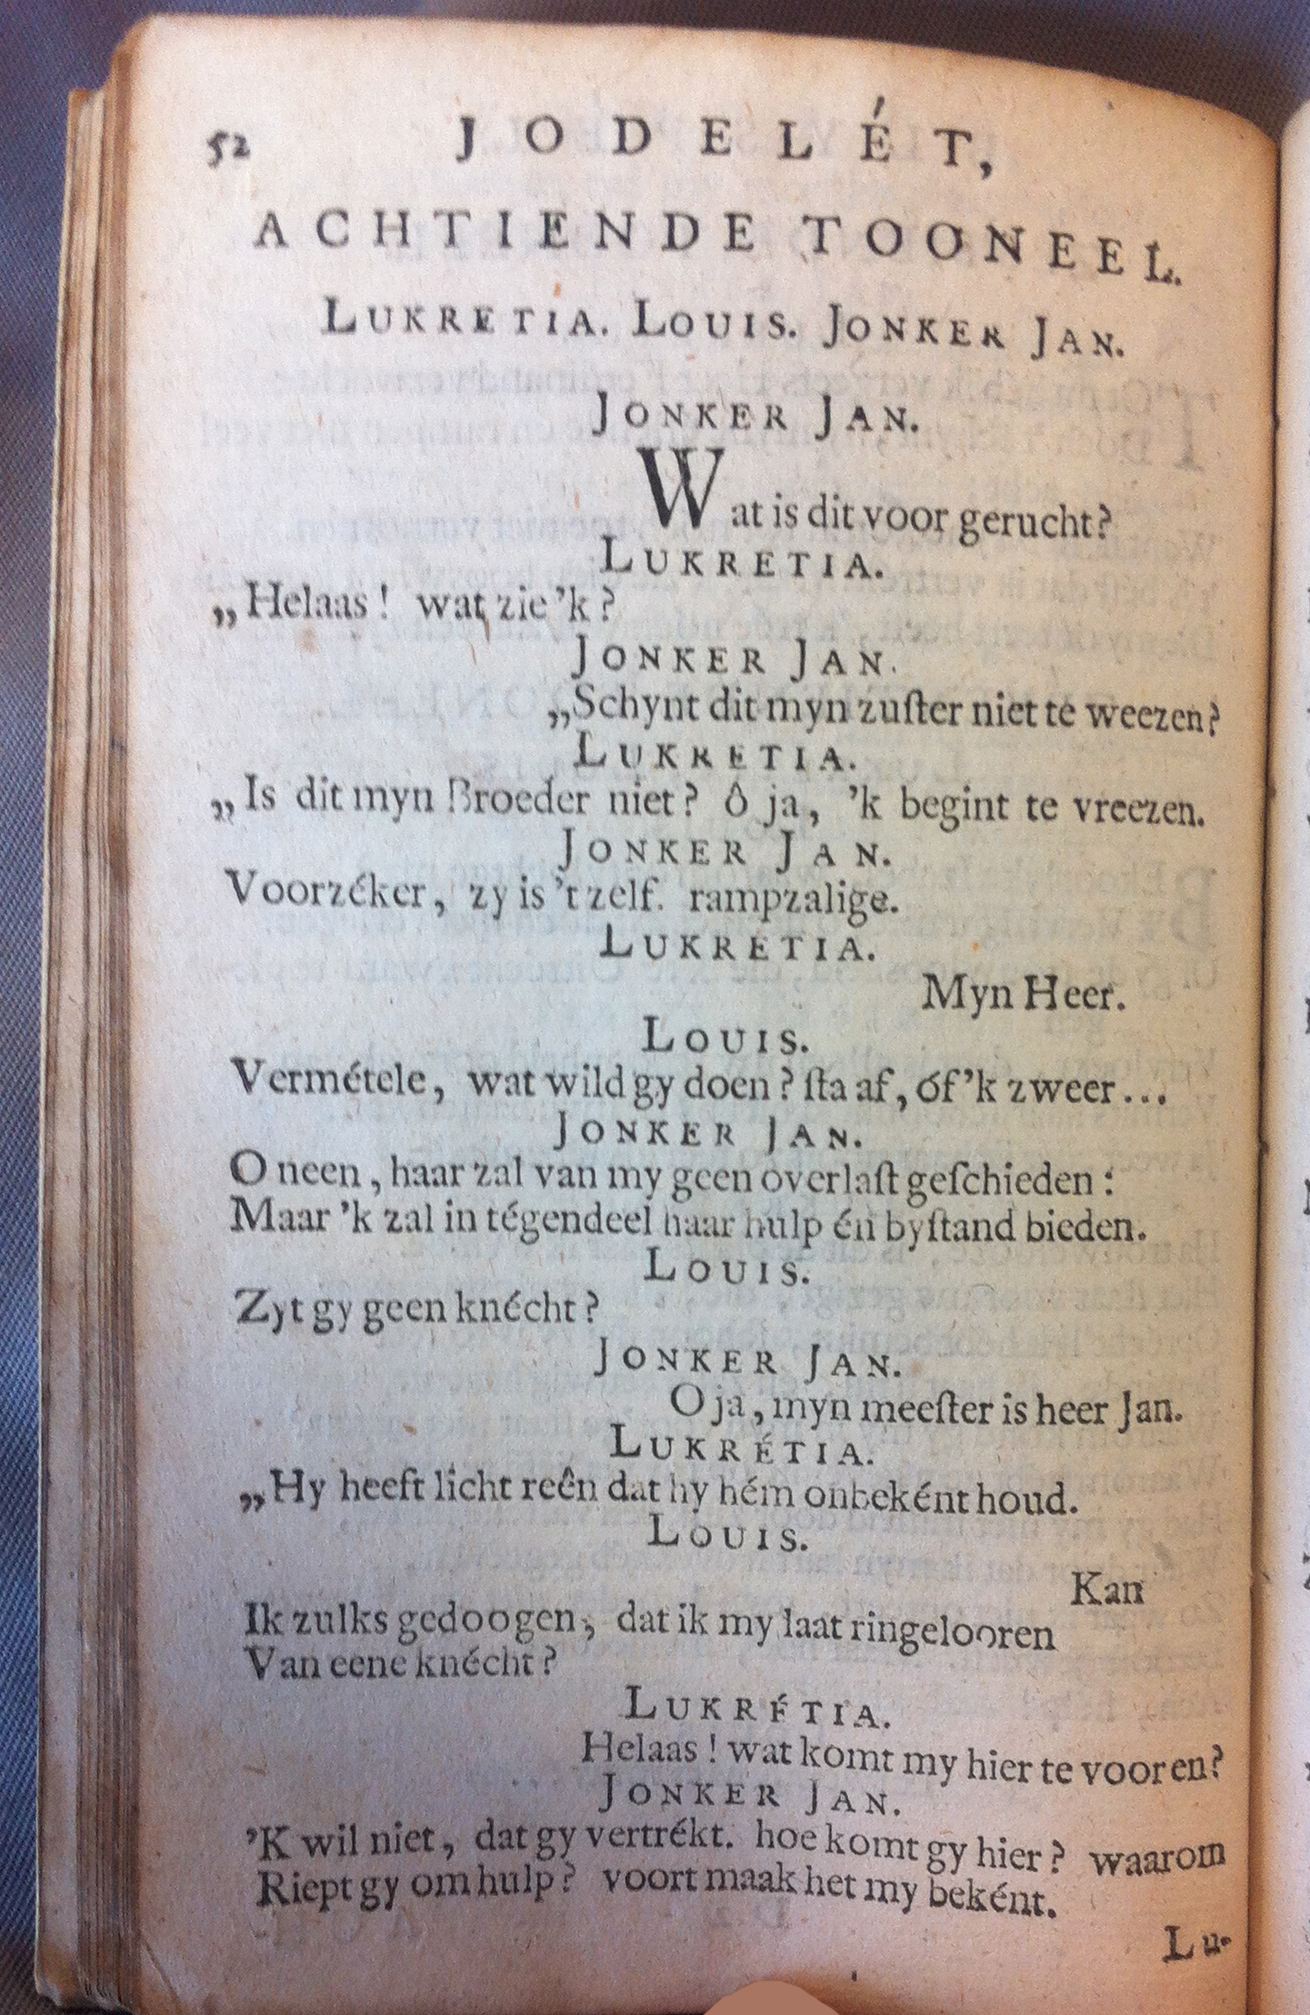 52 JODELÉT,
ACHTIENDE TOONEEL.
LUKRETIA. LOUIS. JONKER JAN.
JONKER JAN.
Wat is dit voor gerucht?
LUKRETIA.
„Helaas! wat zie 'k?
JONKER JAN.
„Schynt dit myn zuſter niet te weezen?
LUKRETIA.
„Is dit myn Broeder niet? ô ja, 'k begint te vreezen.
JONKER JAN.
Voorzéker, zy is 't zelf. rampzalige.
LUKRETIA.
Myn Heer.
LOUIS.
Vermétele, wat wild gy doen? ſta af, óf 'k zweer...
JONKER JAN.
O neen, haar zal van my geen overlaſt geſchieden:
Maar 'k zal in tégendeel haar hulp én byſtand bieden.
LOUIS.
Zyt gy geen knécht?
JONKER JAN.
O ja, myn meeſter is heer Jan.
LUKRÉTIA.
„Hy heeft licht reên dat hy hém onbeként houd.
LOUIS.
Kan
Ik zulks gedoogen, dat ik my laat ringelooren
Van eene knécht?
LUKRÉTIA.
Helaas! wat komt my hier te vooren?
JONKER JAN.
'K wil niet, dat gy vertrékt. hoe komt gy hier? waarom
Riept gy om hulp? voort maak het my beként.
Lu-